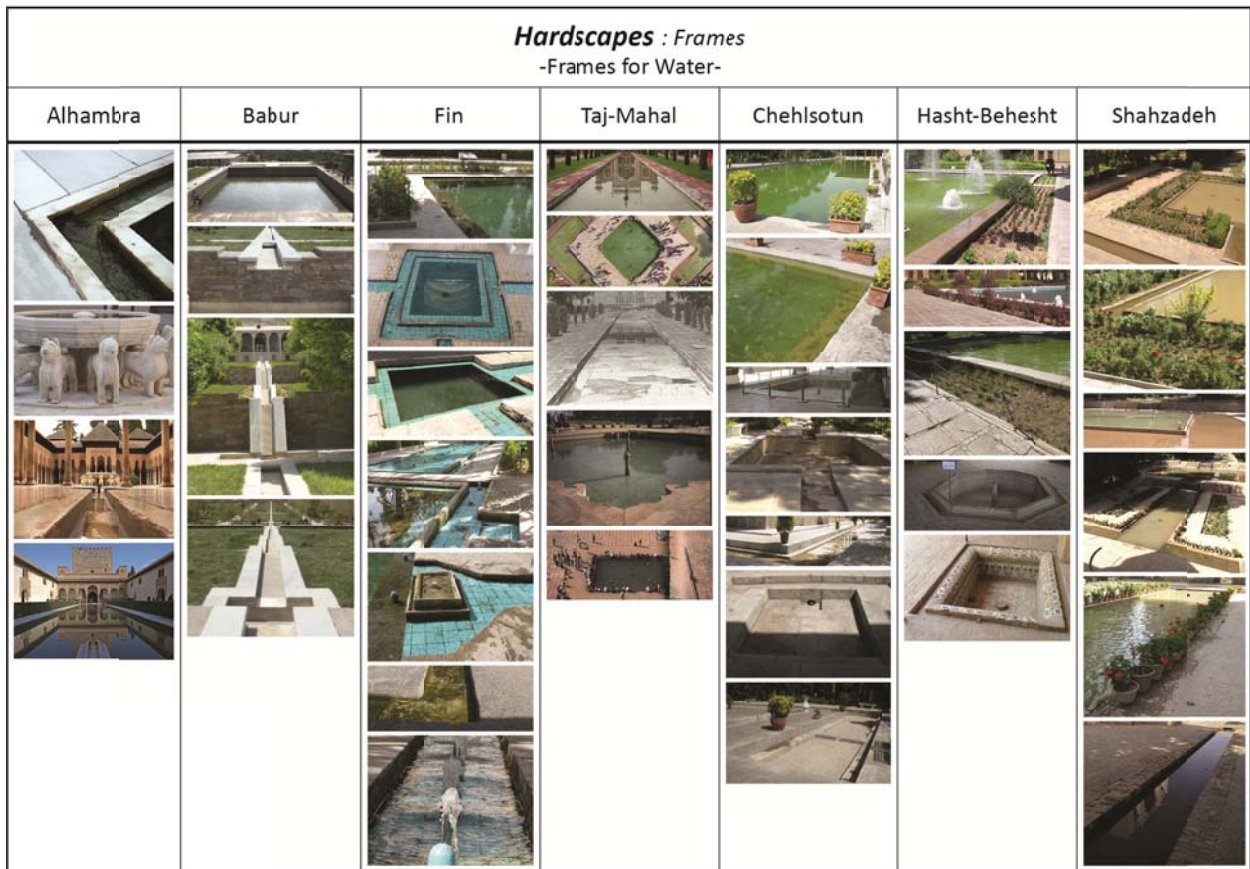 Hardscapes : Frames
-Frames for Water-
Alhambra
Babur
Fin
Taj-Mahal
Chehlsotun
Hasht-Behesht
Shahzadeh